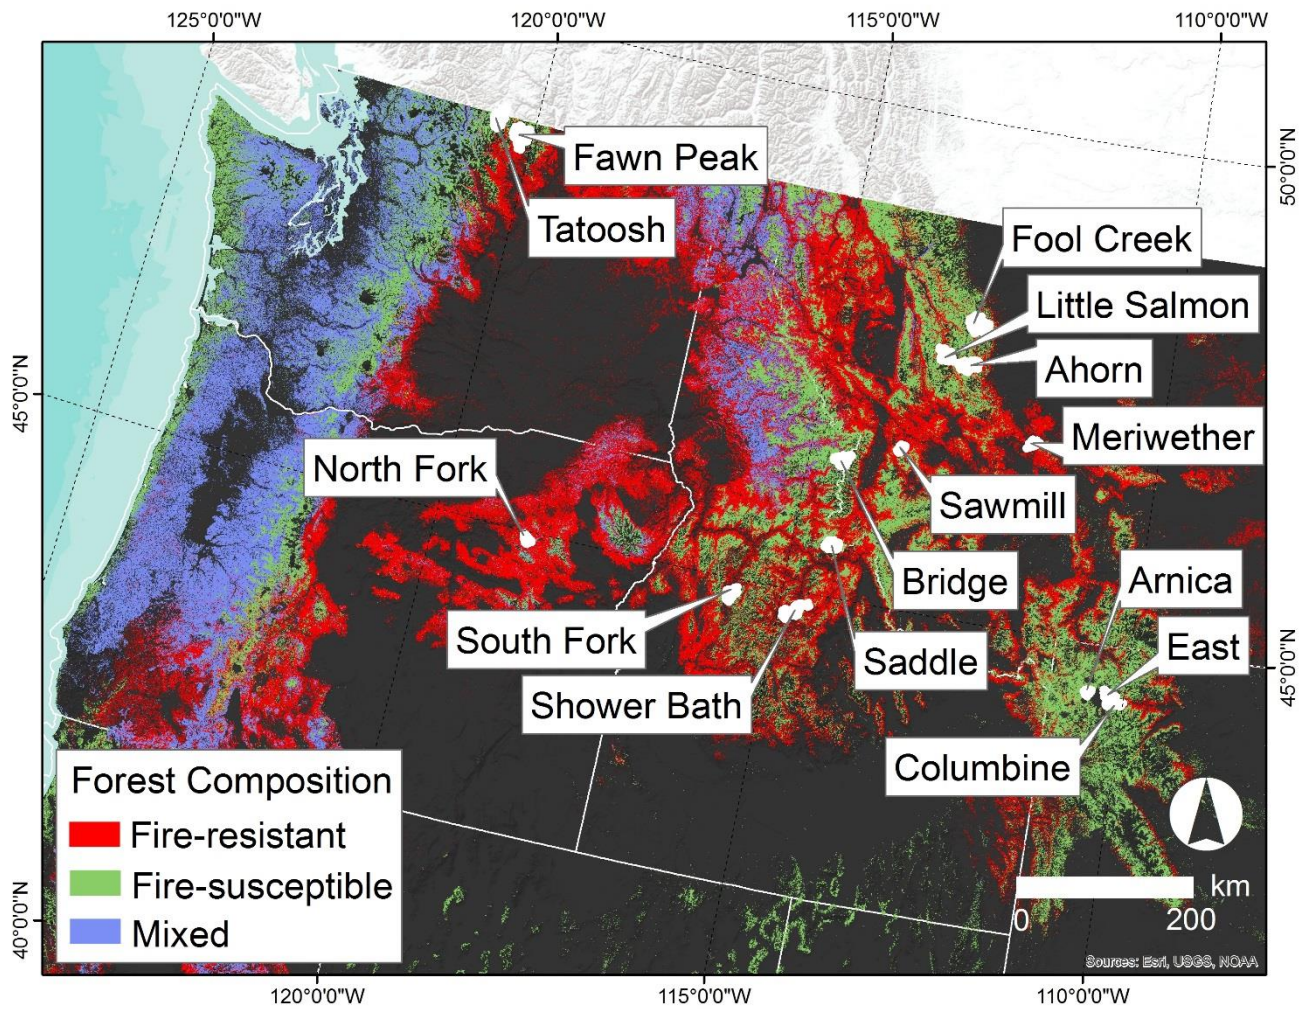 125°0'0"W
120°0'0"W
115°0'0"W
110°0'0"W
50°0'0"N
45°0'0"N
45°0'0"N
40°0'0"N
Fawn Peak
Tatoosh
Fool Creek
Little Salmon
Ahorn
Meriwether
North Fork
Sawmill
Bridge
Arnica
South Fork
Saddle
East
Shower Bath
Columbine
Forest Composition
Fire-resistant
Fire-susceptible
Mixed
km
0 200
Sources: Esri, USGS, NOAA
120°0'0"W
115°0'0"W
110°0'0"W